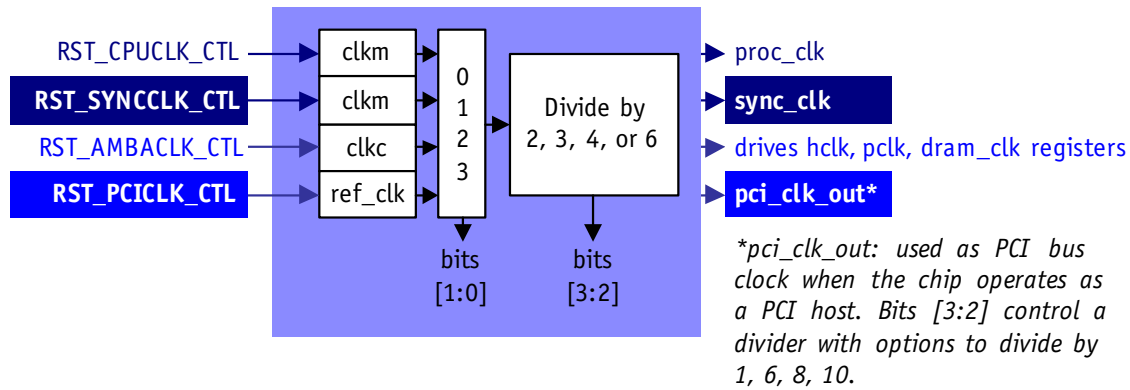 RST_CPUCLK_CTL
clkm
proc_clk
RST_SYNCCLK_CTL
clkm
sync_clk
RST_AMBACLK_CTL
clkc
drives hclk, pclk, dram_clk registers
RST_PCICLK_CTL
ref_clk
pci_clk_out*
0
1
2
3
Divide by
2, 3, 4, or 6
bits
[1:0]
bits
[3:2]
*pci_clk_out: used as PCI bus
clock when the chip operates as
a PCI host. Bits [3:2] control a
divider with options to divide by
1, 6, 8, 10.